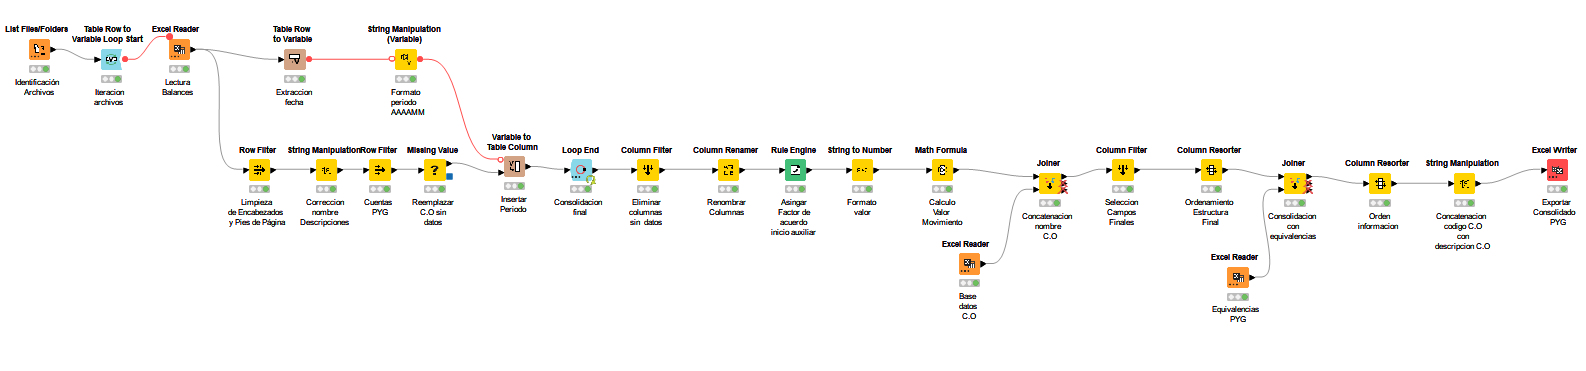 List Files/Folders
Identificación
Archivos
Table Row to
Variable Loop Start
Iteracion
archivos
Excel Reader
Lectura
Balances
Table Row
to Variable
Extraccion
fecha
String Manipulation
(Variable)
Formato
periodo
AAAAMM
Row Filter
Limpieza
de Encabezados
y Pies de Página
String Manipulation
Correccion
nombre
Descripciones
Row Filter
Cuentas
PYG
Missing Value
Reemplazar
C.O sin
datos
Variable to
Table Column
Insertar
Periodo
Loop End
Consolidacion
final
Column Filter
Eliminar
columnas
sin datos
Column Renamer
Renombrar
Columnas
Rule Engine
Asingar
Factor de
acuerdo
inicio auxiliar
String to Number
Formato
valor
Math Formula
Calculo
Valor
Movimiento
Excel Reader
Base
datos
C.O
Joiner
Concatenacion
nombre
C.O
Column Filter
Seleccion
Campos
Finales
Column Resorter
Ordenamiento
Estructura
Final
Excel Reader
Equivalencias
PYG
Joiner
Consolidacion
con
equivalencias
Column Resorter
Orden
informacion
String Manipulation
Concatenacion
codigo C.O
con
descripcion C.O
Excel Writer
Exportar
Consolidado
PYG